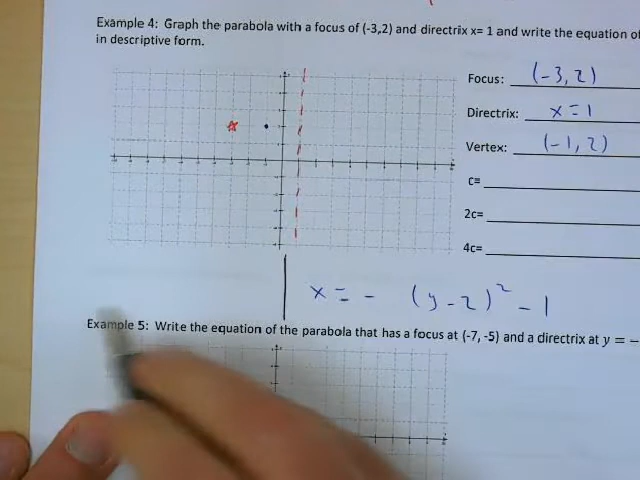 Example 4: Graph the parabola with a focus of (-3,2) and directrix x= 1 and write the equation of
in descriptive form.
Focus: (-3,2)
Directrix: x=1
Vertex: (-1,2)
c=
2c=
4c=
x = - (y-2)² -1
Example 5: Write the equation of the parabola that has a focus at (-7, -5) and a directrix at y = -